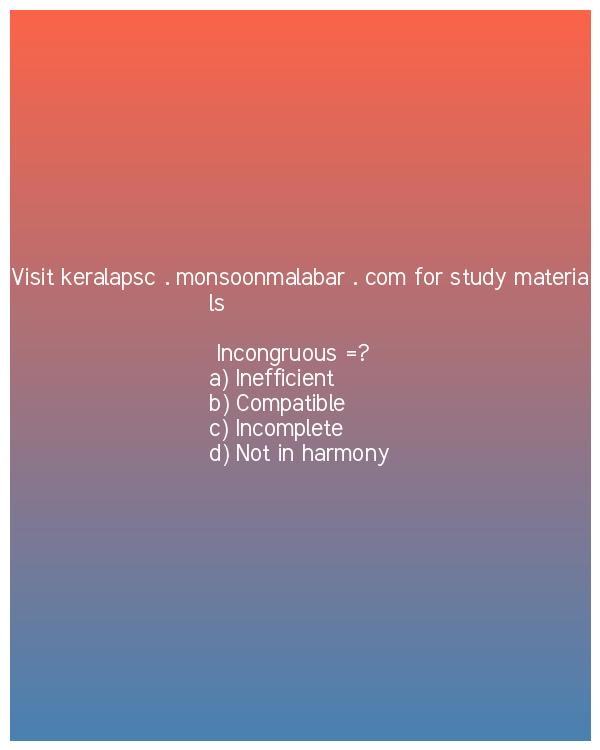 Visit keralapsc . monsoonmalabar . com for study materia
ls
Incongruous =?
a) Inefficient
b) Compatible
c) Incomplete
d) Not in harmony